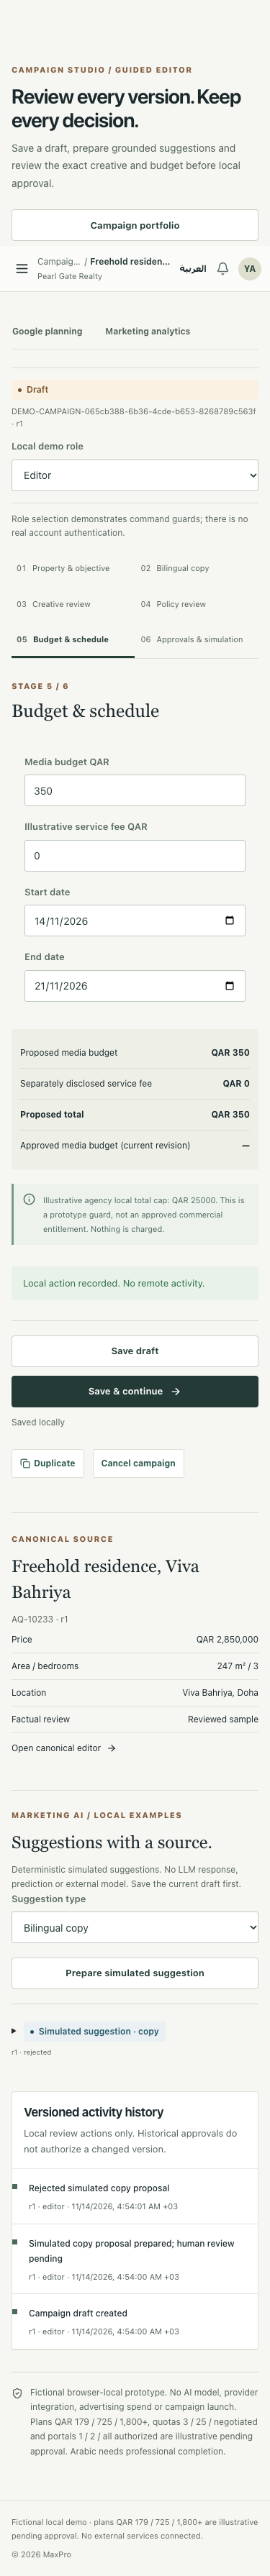 CAMPAIGN STUDIO / GUIDED EDITOR
Review every version. Keep
every decision.
Save a draft, prepare grounded suggestions and
review the exact creative and budget before local
approval.
Campaign portfolio
Campaig... / Freehold residen...
Pearl Gate Realty
العربية
YA
Google planning
Marketing analytics
Draft
DEMO-CAMPAIGN-065cb388-6b36-4cde-b653-8268789c563f
· r1
Local demo role
Editor
Role selection demonstrates command guards; there is no
real account authentication.
01 Property & objective
02 Bilingual copy
03 Creative review
04 Policy review
05 Budget & schedule
06 Approvals & simulation
STAGE 5 / 6
Budget & schedule
Media budget QAR
350
Illustrative service fee QAR
0
Start date
14/11/2026
End date
21/11/2026
Proposed media budget QAR 350
Separately disclosed service fee QAR 0
Proposed total QAR 350
Approved media budget (current revision) —
Illustrative agency local total cap: QAR 25000. This is
a prototype guard, not an approved commercial
entitlement. Nothing is charged.
Local action recorded. No remote activity.
Save draft
Save & continue →
Saved locally
Duplicate
Cancel campaign
CANONICAL SOURCE
Freehold residence, Viva
Bahriya
AQ-10233 · r1
Price QAR 2,850,000
Area / bedrooms 247 m² / 3
Location Viva Bahriya, Doha
Factual review Reviewed sample
Open canonical editor →
MARKETING AI / LOCAL EXAMPLES
Suggestions with a source.
Deterministic simulated suggestions. No LLM response,
prediction or external model. Save the current draft first.
Suggestion type
Bilingual copy
Prepare simulated suggestion
Simulated suggestion · copy
r1 · rejected
Versioned activity history
Local review actions only. Historical approvals do
not authorize a changed version.
Rejected simulated copy proposal
r1 · editor · 11/14/2026, 4:54:01 AM +03
Simulated copy proposal prepared; human review
pending
r1 · editor · 11/14/2026, 4:54:00 AM +03
Campaign draft created
r1 · editor · 11/14/2026, 4:54:00 AM +03
Fictional browser-local prototype. No AI model, provider
integration, advertising spend or campaign launch.
Plans QAR 179 / 725 / 1,800+, quotas 3 / 25 / negotiated
and portals 1 / 2 / all authorized are illustrative pending
approval. Arabic needs professional completion.
Fictional local demo · plans QAR 179 / 725 / 1,800+ are illustrative
pending approval. No external services connected.
© 2026 MaxPro